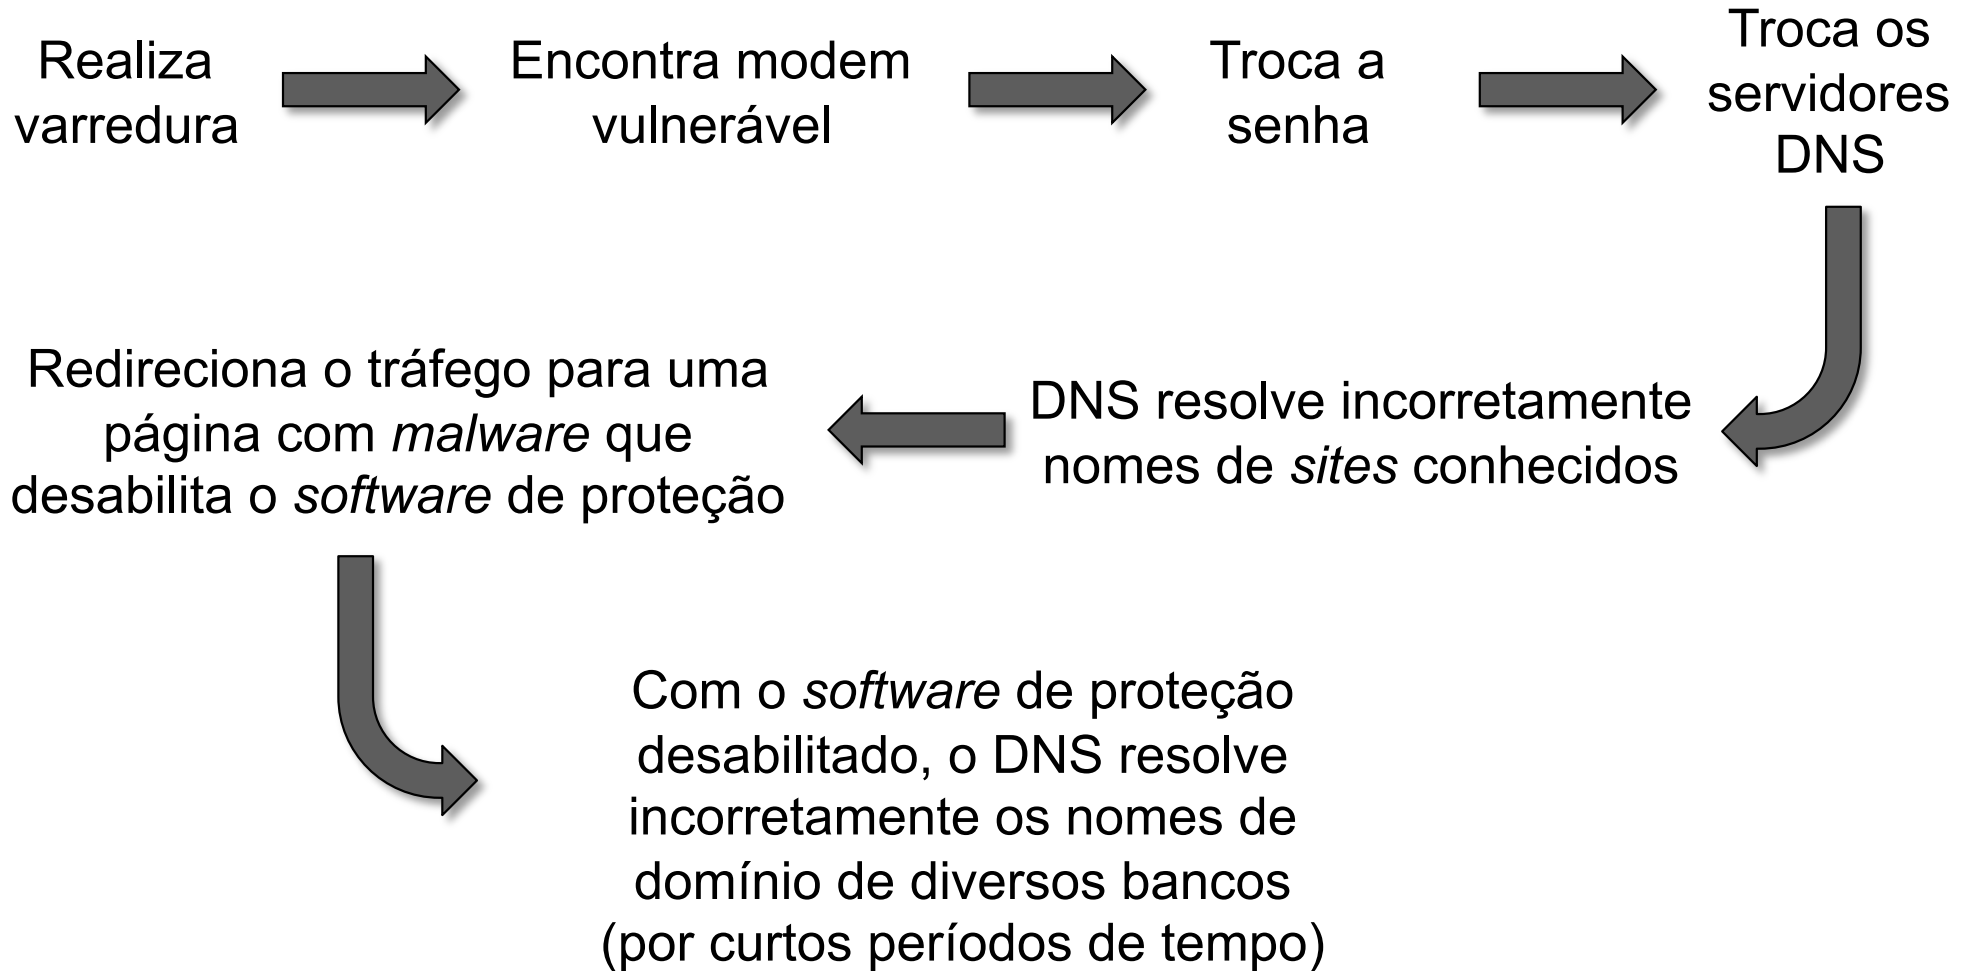 Realiza
varredura
Encontra modem
vulnerável
Troca a
senha
Troca os
servidores
DNS
DNS resolve incorretamente
nomes de sites conhecidos
Redireciona o tráfego para uma
página com malware que
desabilita o software de proteção
Com o software de proteção
desabilitado, o DNS resolve
incorretamente os nomes de
domínio de diversos bancos
(por curtos períodos de tempo)